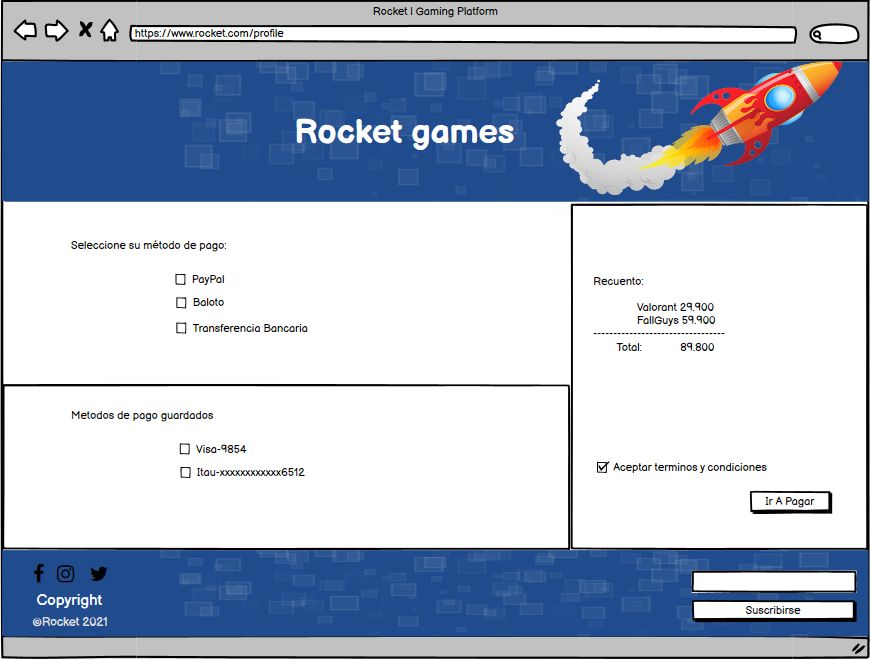 Rocket | Gaming Platform
https://www.rocket.com/profile
Rocket games
Seleccione su método de pago:
PayPal
Baloto
Transferencia Bancaria
Metodos de pago guardados
Visa-9854
Itau-xxxxxxxxxxxx6512
Recuento:
Valorant 29.900
FallGuys 59.900
-----------------------------
Total: 89.800
Aceptar terminos y condiciones
Ir A Pagar
Copyright
©Rocket 2021
Suscribirse